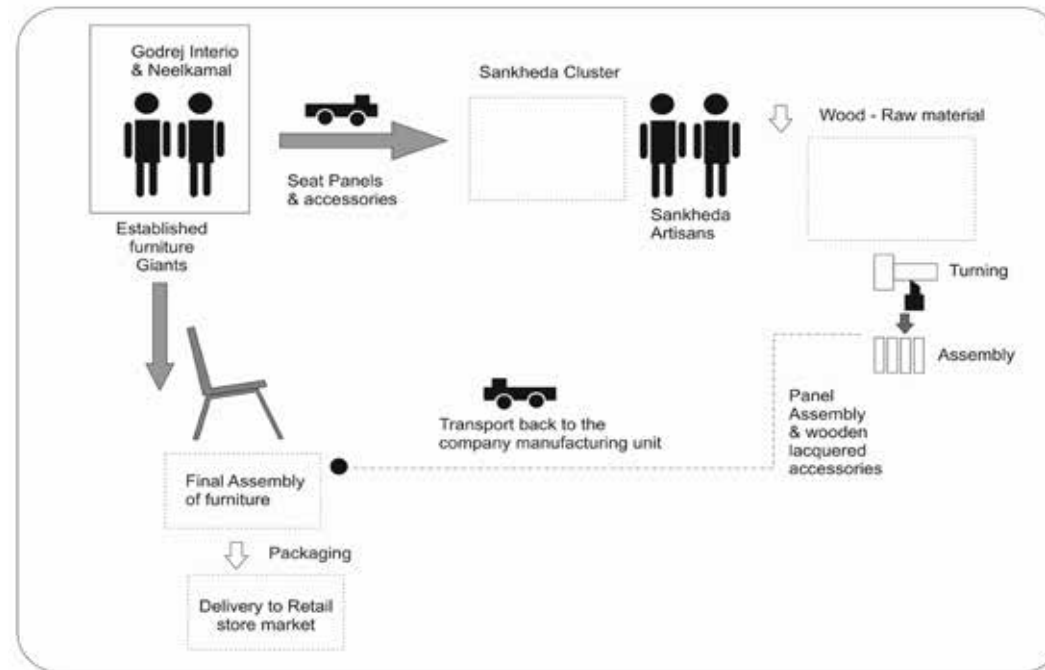 Godrej Interio
& Neelkamal
Established
furniture
Giants
Seat Panels
& accessories
Sankheda Cluster
Sankheda
Artisans
Wood - Raw material
Turning
Assembly
Panel
Assembly
& wooden
lacquered
accessories
Transport back to the
company manufacturing unit
Final Assembly
of furniture
Packaging
Delivery to Retail
store market